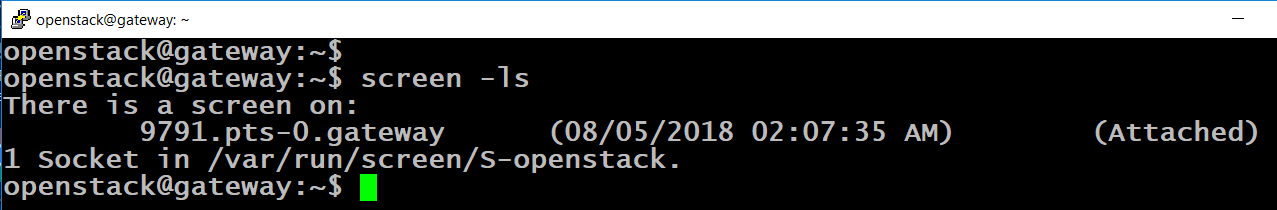 openstack@gateway: ~
openstack@gateway:~$
openstack@gateway:~$ screen -ls
There is a screen on:
        9791.pts-0.gateway      (08/05/2018 02:07:35 AM)        (Attached)
1 Socket in /var/run/screen/S-openstack.
openstack@gateway:~$